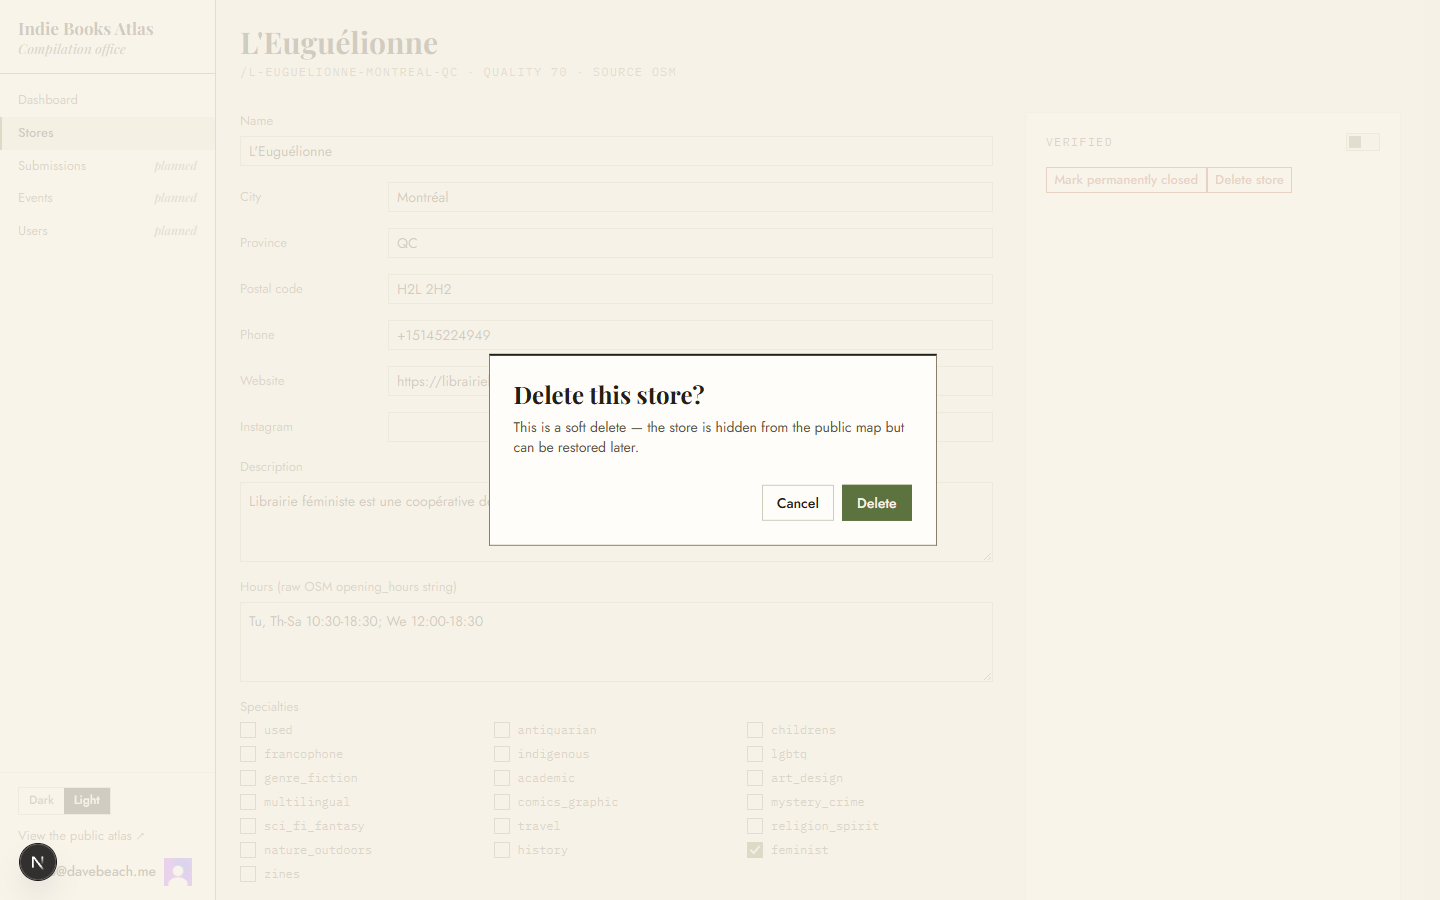 Indie Books Atlas
Compilation office
Dashboard
Stores
Submissions planned
Events planned
Users planned
Dark Light
View the public atlas ↗
N
@davebeach.me
L'Euguélionne
/L-EUGUELIONNE-MONTREAL-QC · QUALITY 70 · SOURCE OSM
Name
L'Euguélionne
City
Montréal
Province
QC
Postal code
H2L 2H2
Phone
+15145224949
Website
https://librairiel
Instagram
Description
Librairie féministe est une coopérative de
Hours (raw OSM opening_hours string)
Tu, Th-Sa 10:30-18:30; We 12:00-18:30
Specialties
used antiquarian childrens
francophone indigenous lgbtq
genre_fiction academic art_design
multilingual comics_graphic mystery_crime
sci_fi_fantasy travel religion_spirit
nature_outdoors history feminist
zines
VERIFIED
Mark permanently closed Delete store
Delete this store?
This is a soft delete — the store is hidden from the public map but
can be restored later.
Cancel Delete